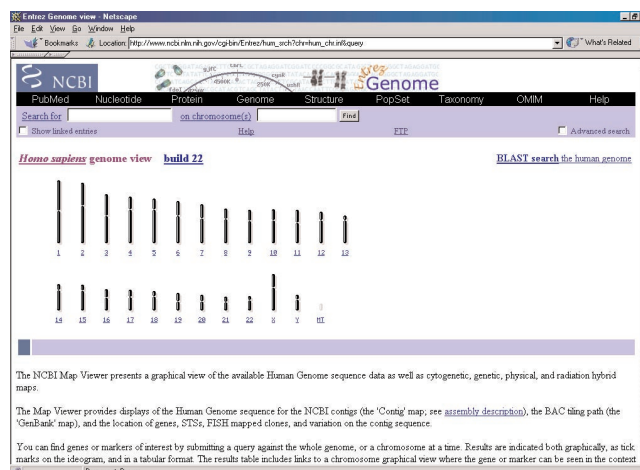 Entrez Genome view - Netscape
File Edit View Go Window Help
Bookmarks Location: http://www.ncbi.nlm.nih.gov/cgi-bin/Entrez/hum_srch?chr=hum_chr.inf&query What's Related
NCBI
Entrez Genome
PubMed Nucleotide Protein Genome Structure PopSet Taxonomy OMIM Help
Search for on chromosome(s) Find
Show linked entries Help FTP Advanced search
Homo sapiens genome view build 22 BLAST search the human genome
1 2 3 4 5 6 7 8 9 10 11 12 13
14 15 16 17 18 19 20 21 22 X Y MT
The NCBI Map Viewer presents a graphical view of the available Human Genome sequence data as well as cytogenetic, genetic, physical, and radiation hybrid
maps.
The Map Viewer provides displays of the Human Genome sequence for the NCBI contigs (the 'Contig' map; see assembly description), the BAC tiling path (the
'GenBank' map), and the location of genes, STSs, FISH mapped clones, and variation on the contig sequence.
You can find genes or markers of interest by submitting a query against the whole genome, or a chromosome at a time. Results are indicated both graphically, as tick
marks on the ideogram, and in a tabular format. The results table includes links to a chromosome graphical view where the gene or marker can be seen in the context